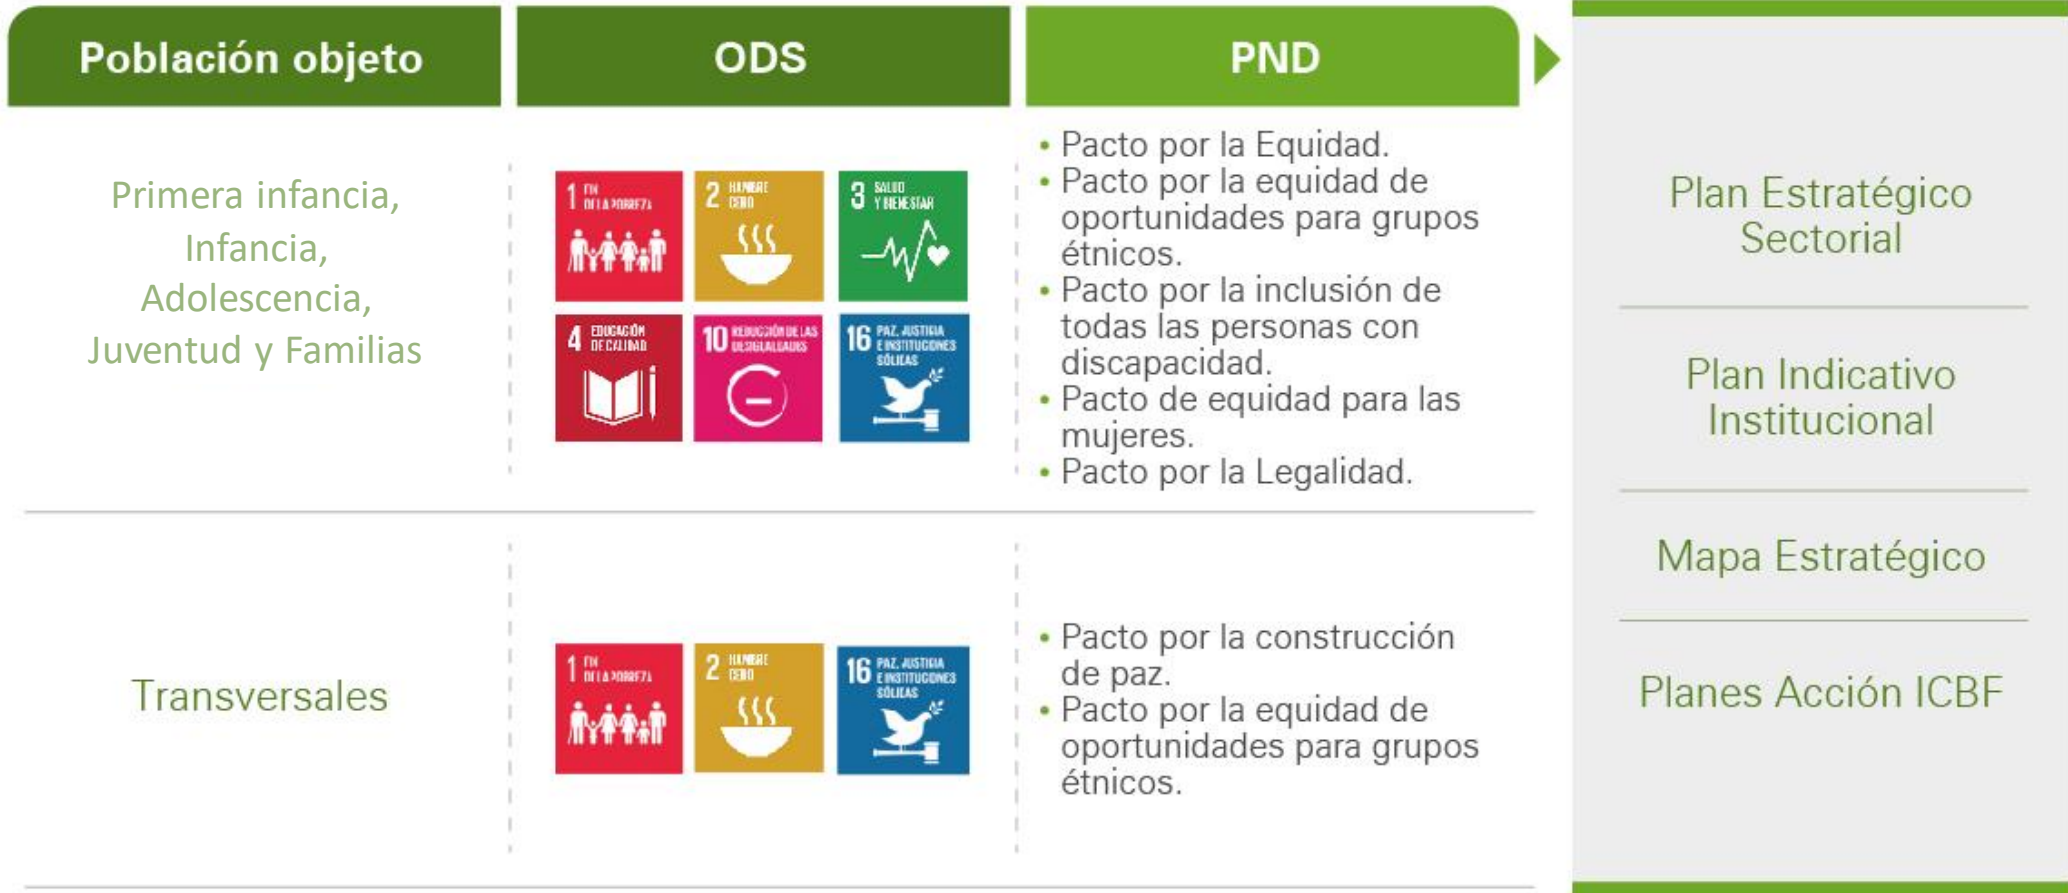 Población objeto
ODS
PND
Primera infancia,
Infancia,
Adolescencia,
Juventud y Familias
1 FIN
DE LA POBREZA
2 HAMBRE
CERO
3 SALUD
Y BIENESTAR
4 EDUCACIÓN
DE CALIDAD
10 REDUCCIÓN DE LAS
DESIGUALDADES
16 PAZ, JUSTICIA
E INSTITUCIONES
SÓLIDAS
• Pacto por la Equidad.
• Pacto por la equidad de
oportunidades para grupos
étnicos.
• Pacto por la inclusión de
todas las personas con
discapacidad.
• Pacto de equidad para las
mujeres.
• Pacto por la Legalidad.
Transversales
1 FIN
DE LA POBREZA
2 HAMBRE
CERO
16 PAZ, JUSTICIA
E INSTITUCIONES
SÓLIDAS
• Pacto por la construcción
de paz.
• Pacto por la equidad de
oportunidades para grupos
étnicos.
Plan Estratégico
Sectorial
Plan Indicativo
Institucional
Mapa Estratégico
Planes Acción ICBF